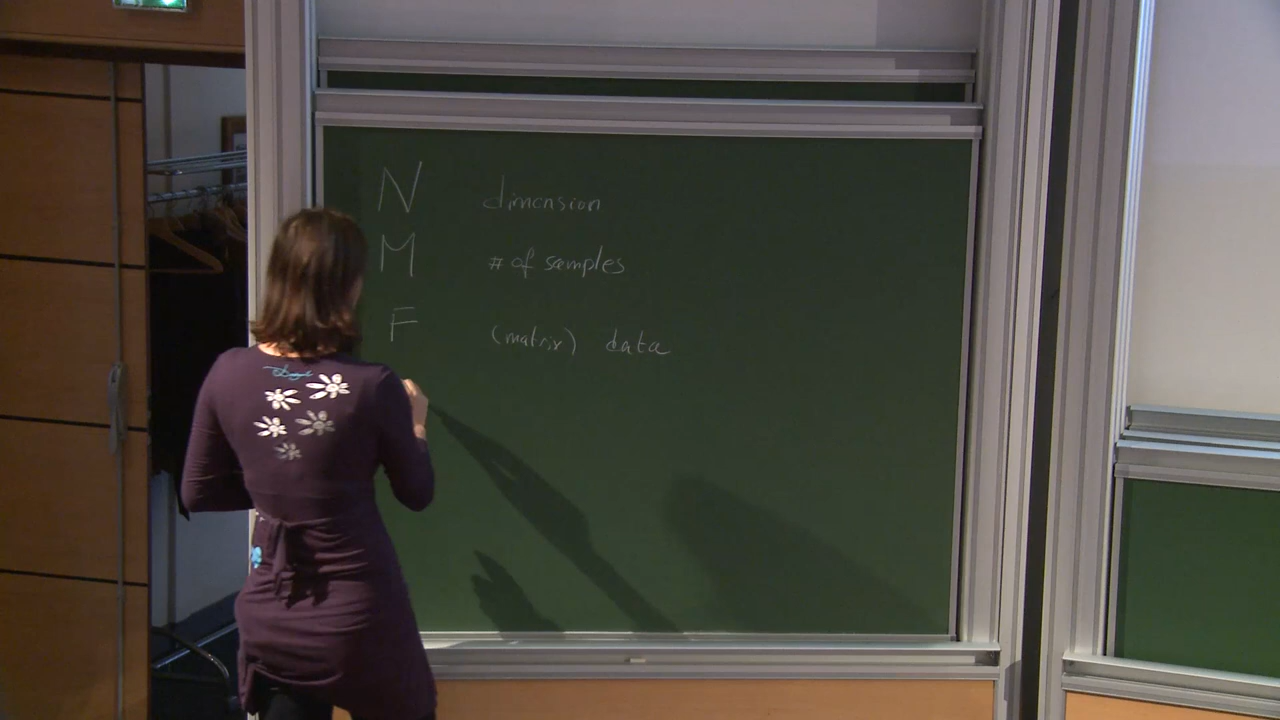 N dimension
M # of samples
F (matrix) data